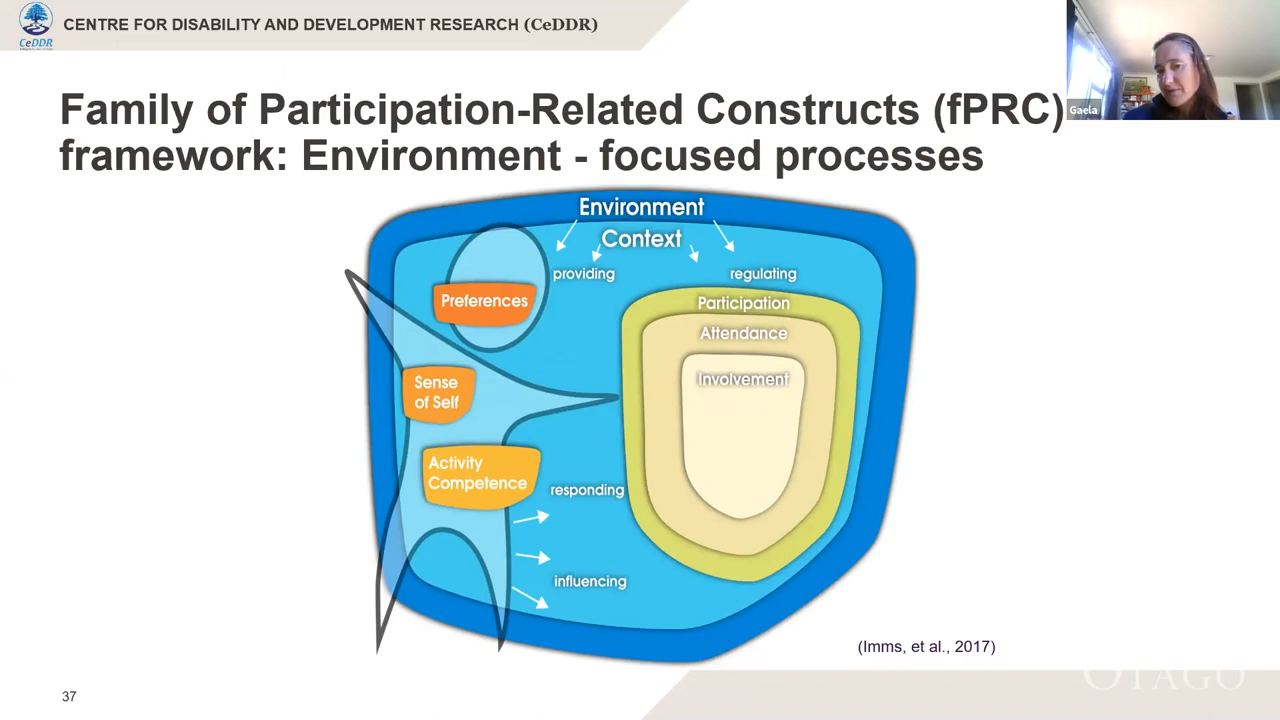 CENTRE FOR DISABILITY AND DEVELOPMENT RESEARCH (CeDDR)
CeDDR
Gaela
Family of Participation-Related Constructs (fPRC)
framework: Environment - focused processes
Environment
Context
providing
regulating
Preferences
Participation
Attendance
Involvement
Sense
of Self
Activity
Competence
responding
influencing
(Imms, et al., 2017)
OTAGO
37